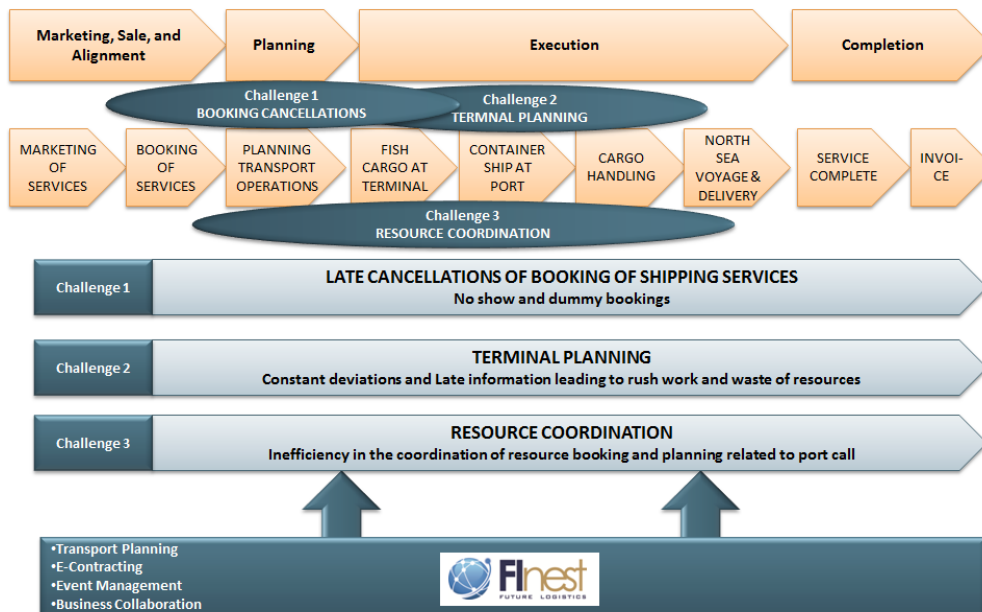 Marketing, Sale, and
Alignment
Planning
Execution
Completion
Challenge 1
BOOKING CANCELLATIONS
Challenge 2
TERMNAL PLANNING
MARKETING
OF
SERVICES
BOOKING
OF
SERVICES
PLANNING
TRANSPORT
OPERATIONS
FISH
CARGO AT
TERMINAL
CONTAINER
SHIP AT
PORT
CARGO
HANDLING
NORTH
SEA
VOYAGE &
DELIVERY
SERVICE
COMPLETE
INVOI-
CE
Challenge 3
RESOURCE COORDINATION
Challenge 1
LATE CANCELLATIONS OF BOOKING OF SHIPPING SERVICES
No show and dummy bookings
Challenge 2
TERMINAL PLANNING
Constant deviations and Late information leading to rush work and waste of resources
Challenge 3
RESOURCE COORDINATION
Inefficiency in the coordination of resource booking and planning related to port call
•Transport Planning
•E-Contracting
•Event Management
•Business Collaboration
FInest
FUTURE LOGISTICS